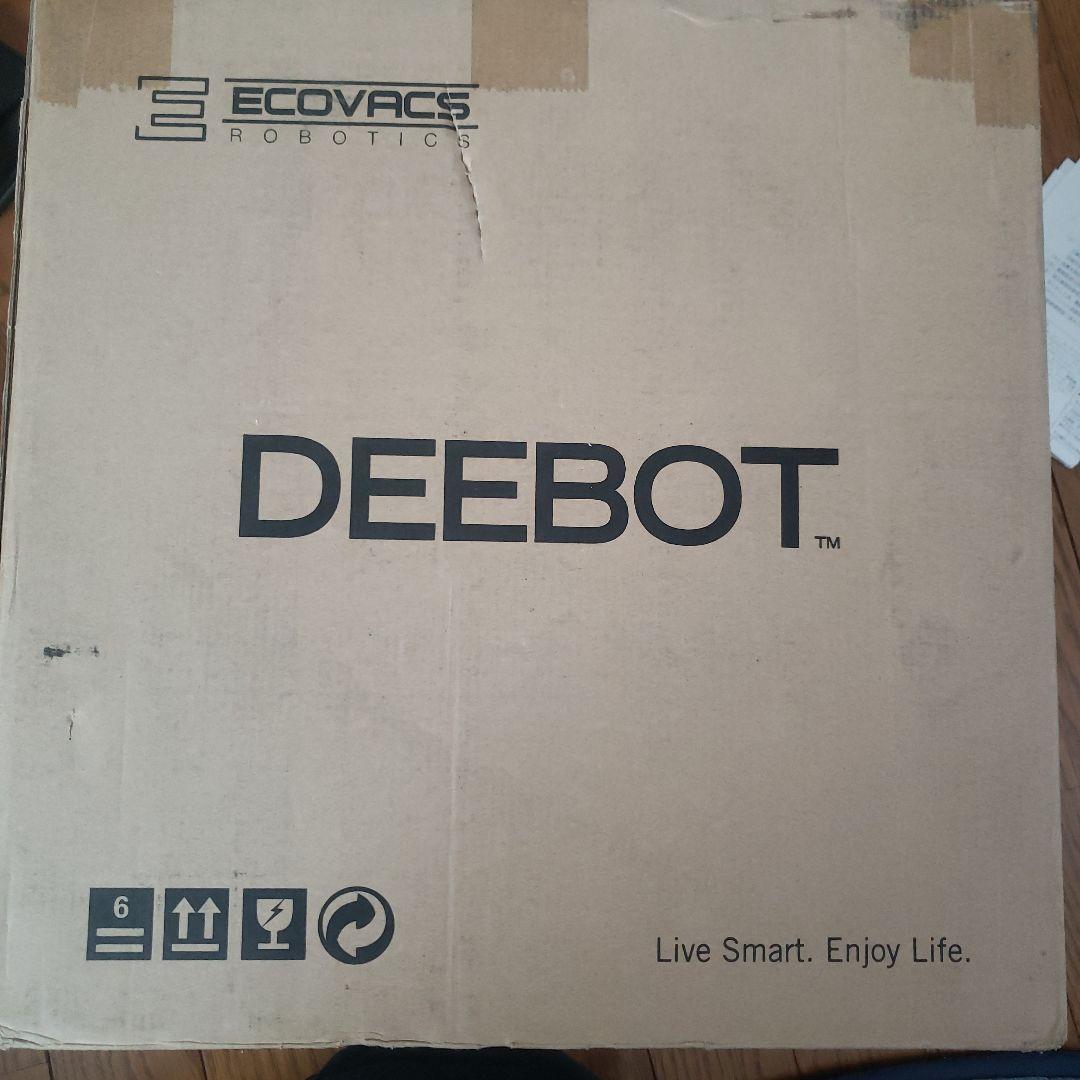 ECOVACS
ROBOTICS
DEEBOT™
6
Live Smart. Enjoy Life.